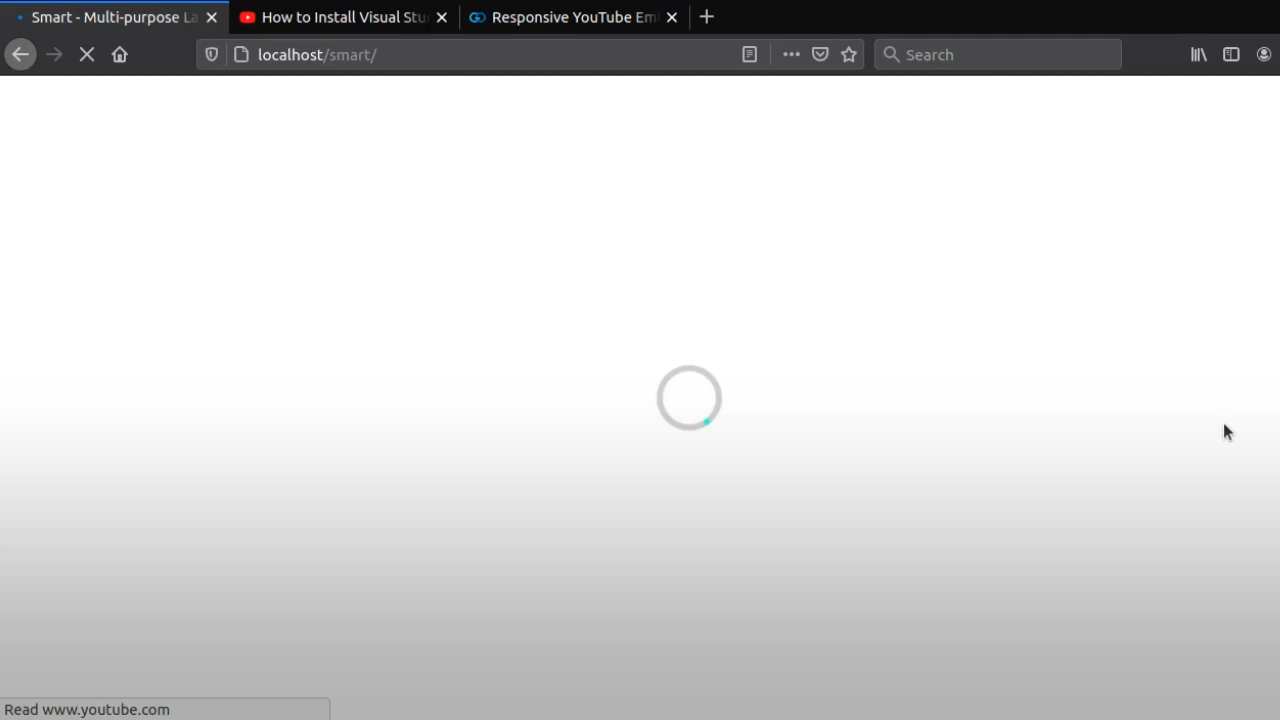 Smart - Multi-purpose La
How to Install Visual Stu
Responsive YouTube Em
localhost/smart/
Search
Read www.youtube.com